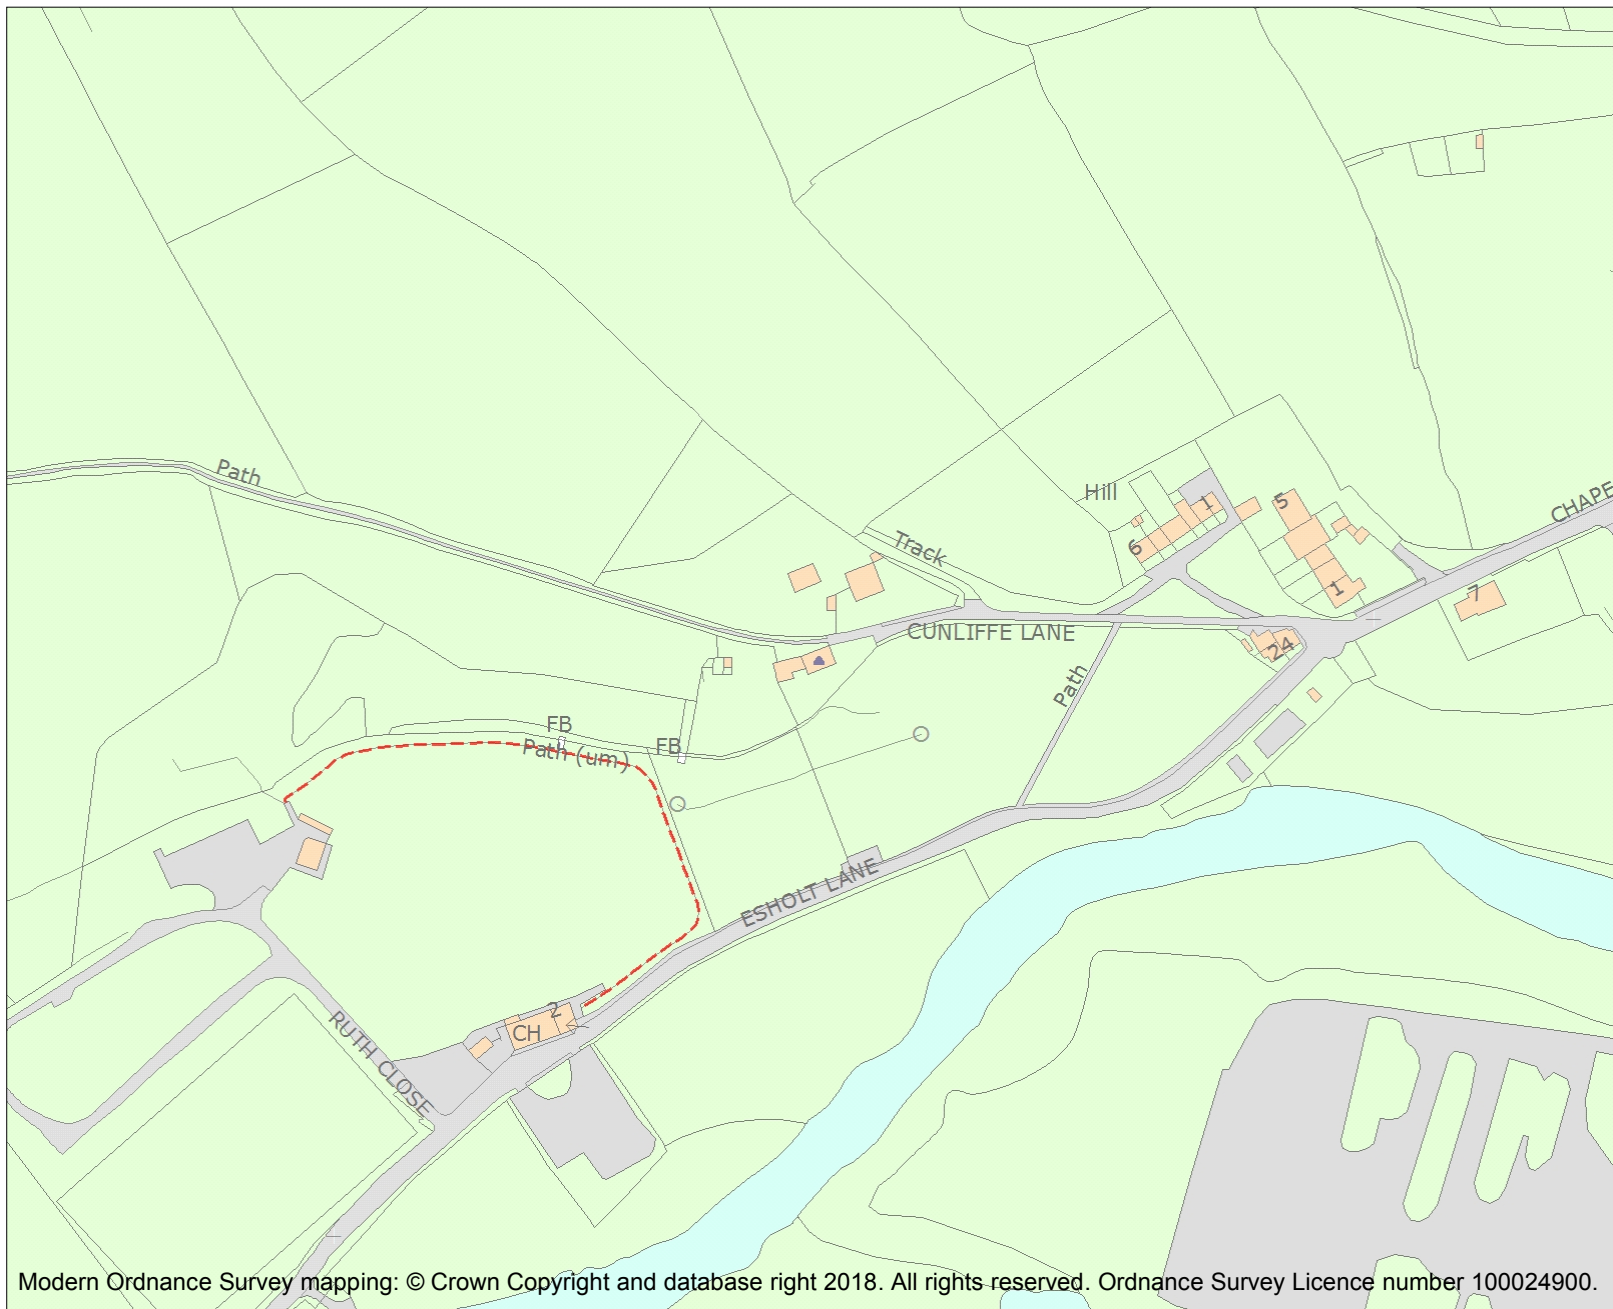 Path
Hill
1
5
CHAPE
6
Track
1
7
CUNLIFFE LANE
24
Path
FB
Path (um)
FB
ESHOLT LANE
2
CH
RUTH CLOSE
Modern Ordnance Survey mapping: © Crown Copyright and database right 2018. All rights reserved. Ordnance Survey Licence number 100024900.